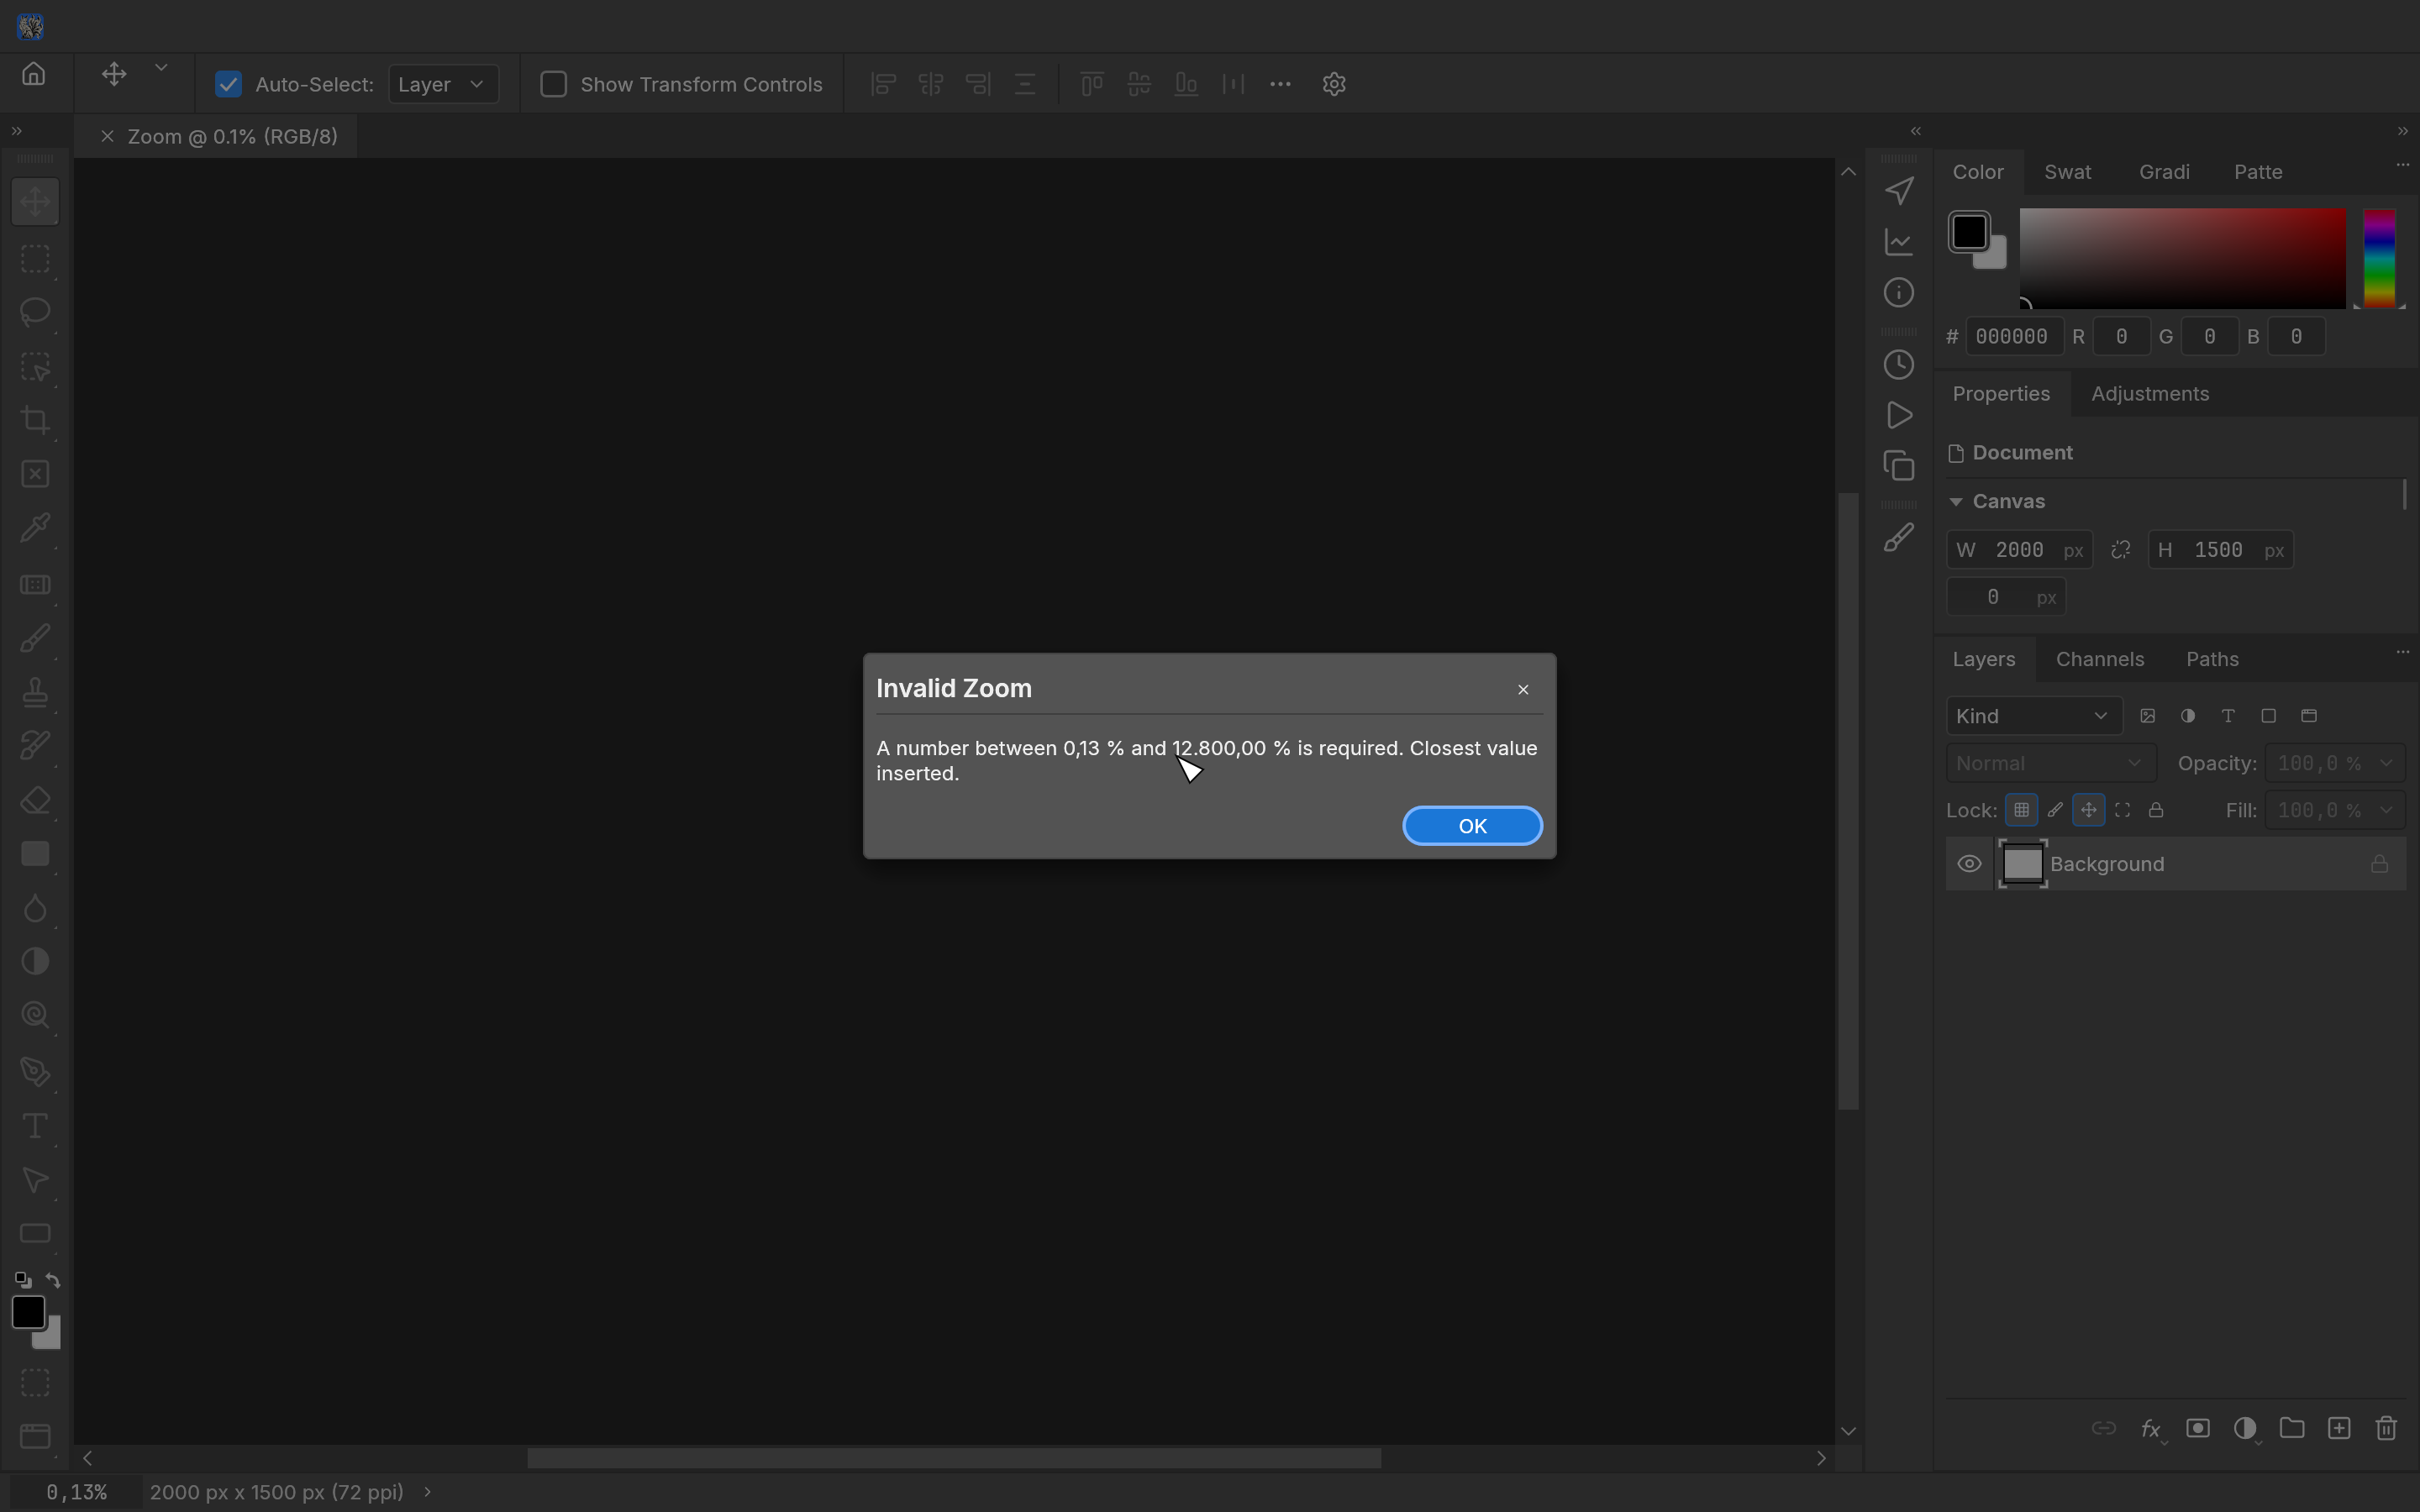 Auto-Select:
Layer
Show Transform Controls
Zoom @ 0.1% (RGB/8)
Color
Swat
Gradi
Patte
# 000000 R 0 G 0 B 0
Properties
Adjustments
Document
Canvas
W 2000 px
H 1500 px
0 px
Invalid Zoom
A number between 0,13 % and 12.800,00 % is required. Closest value
inserted.
OK
Layers
Channels
Paths
Kind
Normal
Opacity: 100,0 %
Lock:
Fill: 100,0 %
Background
fx
0,13%
2000 px x 1500 px (72 ppi)